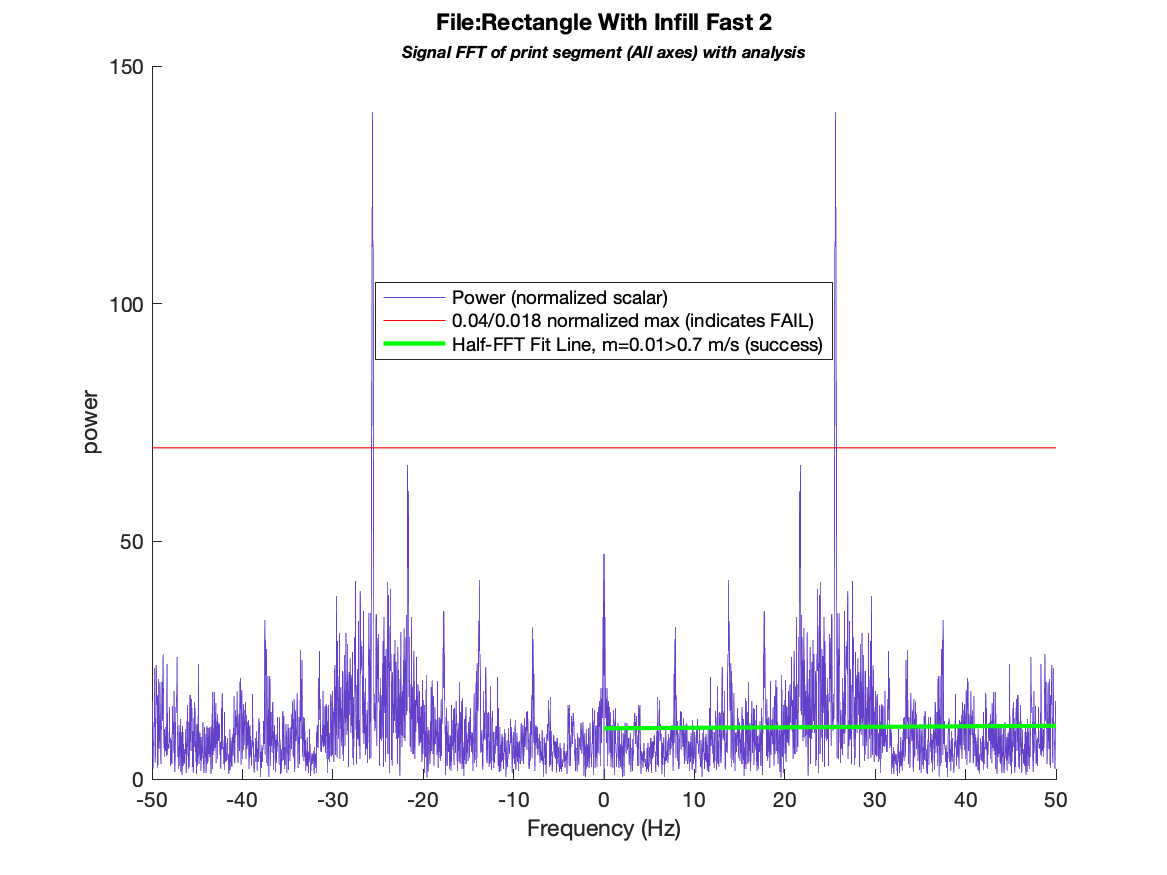 File:Rectangle With Infill Fast 2
Signal FFT of print segment (All axes) with analysis
150
100
50
0
power
Power (normalized scalar)
0.04/0.018 normalized max (indicates FAIL)
Half-FFT Fit Line, m=0.01>0.7 m/s (success)
-50 -40 -30 -20 -10 0 10 20 30 40 50
Frequency (Hz)